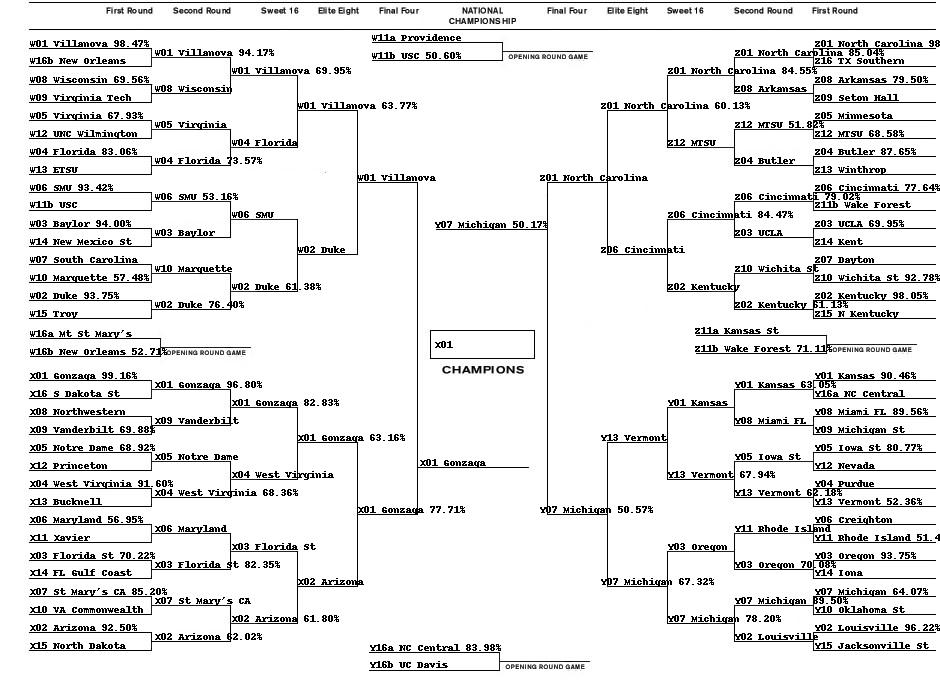 First Round
Second Round
Sweet 16
Elite Eight
Final Four
NATIONAL
CHAMPIONSHIP
Final Four
Elite Eight
Sweet 16
Second Round
First Round
W01 Villanova 98.47%
W16b New Orleans
W08 Wisconsin 69.56%
W09 Virginia Tech
W05 Virginia 67.93%
W12 UNC Wilmington
W04 Florida 83.06%
W13 ETSU
W06 SMU 93.42%
W11b USC
W03 Baylor 94.00%
W14 New Mexico St
W07 South Carolina
W10 Marquette 57.48%
W02 Duke 93.75%
W15 Troy
W16a Mt St Mary's
W16b New Orleans 52.71%
OPENING ROUND GAME
W01 Villanova 94.17%
W08 Wisconsin
W05 Virginia
W04 Florida 73.57%
W06 SMU 53.16%
W03 Baylor
W10 Marquette
W02 Duke 76.40%
W01 Villanova 69.95%
W04 Florida
W06 SMU
W02 Duke 61.38%
W01 Villanova 63.77%
W02 Duke
W01 Villanova
W11a Providence
W11b USC 50.60%
OPENING ROUND GAME
X01 Gonzaga 99.16%
X16 S Dakota St
X08 Northwestern
X09 Vanderbilt 69.88%
X05 Notre Dame 68.92%
X12 Princeton
X04 West Virginia 91.60%
X13 Bucknell
X06 Maryland 56.95%
X11 Xavier
X03 Florida St 70.22%
X14 FL Gulf Coast
X07 St Mary's CA 85.20%
X10 VA Commonwealth
X02 Arizona 92.50%
X15 North Dakota
X01 Gonzaga 96.80%
X09 Vanderbilt
X05 Notre Dame
X04 West Virginia 68.36%
X06 Maryland
X03 Florida St 82.35%
X07 St Mary's CA
X02 Arizona 62.02%
X01 Gonzaga 82.83%
X04 West Virginia
X03 Florida St
X02 Arizona 61.80%
X01 Gonzaga 63.16%
X02 Arizona
X01 Gonzaga 77.71%
Y07 Michigan 50.17%
X01
CHAMPIONS
X01 Gonzaga
Y16a NC Central 83.98%
Y16b UC Davis
OPENING ROUND GAME
Z01 North Carolina
Y07 Michigan 50.57%
Z01 North Carolina 60.13%
Z06 Cincinnati
Y13 Vermont
Y07 Michigan 67.32%
Z01 North Carolina 84.55%
Z12 MTSU
Z06 Cincinnati 84.47%
Z02 Kentucky
Z01 North Carolina 85.04%
Z08 Arkansas
Z12 MTSU 51.82%
Z04 Butler
Z06 Cincinnati 79.02%
Z03 UCLA
Z10 Wichita St
Z02 Kentucky 61.13%
Z01 North Carolina 98
Z16 TX Southern
Z08 Arkansas 79.50%
Z09 Seton Hall
Z05 Minnesota
Z12 MTSU 68.58%
Z04 Butler 87.65%
Z13 Winthrop
Z06 Cincinnati 77.64%
Z11b Wake Forest
Z03 UCLA 69.95%
Z14 Kent
Z07 Dayton
Z10 Wichita St 92.78%
Z02 Kentucky 98.05%
Z15 N Kentucky
Z11a Kansas St
Z11b Wake Forest 71.11%
OPENING ROUND GAME
Y01 Kansas
Y13 Vermont 67.94%
Y03 Oregon
Y07 Michigan 78.20%
Y01 Kansas 63.05%
Y08 Miami FL
Y05 Iowa St
Y13 Vermont 62.18%
Y11 Rhode Island
Y03 Oregon 70.08%
Y07 Michigan 89.50%
Y02 Louisville
Y01 Kansas 90.46%
Y16a NC Central
Y08 Miami FL 89.56%
Y09 Michigan St
Y05 Iowa St 80.77%
Y12 Nevada
Y04 Purdue
Y13 Vermont 52.36%
Y06 Creighton
Y11 Rhode Island 51.4
Y03 Oregon 93.75%
Y14 Iona
Y07 Michigan 64.07%
Y10 Oklahoma St
Y02 Louisville 96.22%
Y15 Jacksonville St